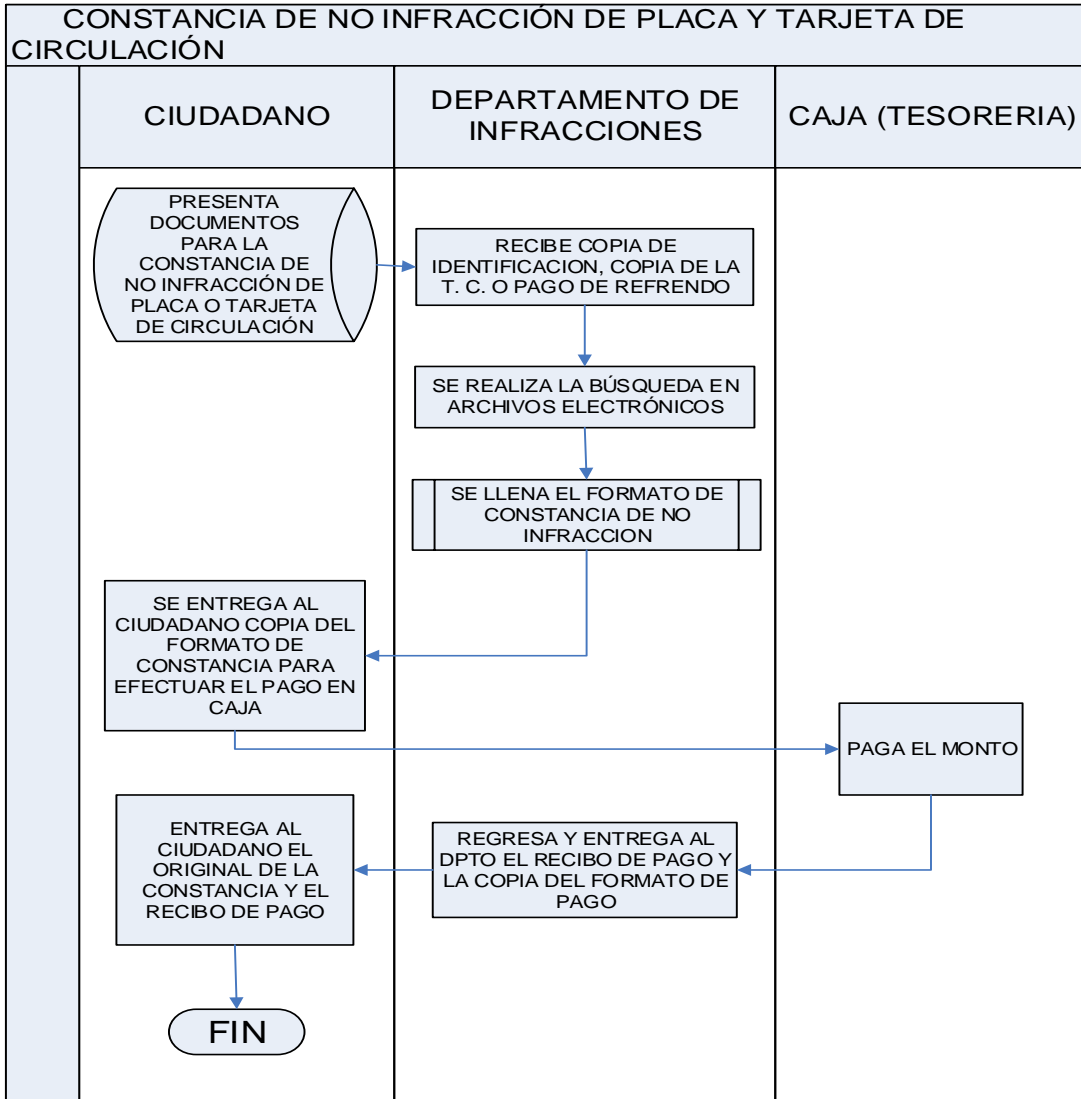 CONSTANCIA DE NO INFRACCIÓN DE PLACA Y TARJETA DE
CIRCULACIÓN
CIUDADANO
DEPARTAMENTO DE
INFRACCIONES
CAJA (TESORERIA)
PRESENTA
DOCUMENTOS
PARA LA
CONSTANCIA DE
NO INFRACCIÓN DE
PLACA O TARJETA
DE CIRCULACIÓN
RECIBE COPIA DE
IDENTIFICACION, COPIA DE LA
T. C. O PAGO DE REFRENDO
SE REALIZA LA BÚSQUEDA EN
ARCHIVOS ELECTRÓNICOS
SE LLENA EL FORMATO DE
CONSTANCIA DE NO
INFRACCION
SE ENTREGA AL
CIUDADANO COPIA DEL
FORMATO DE
CONSTANCIA PARA
EFECTUAR EL PAGO EN
CAJA
PAGA EL MONTO
REGRESA Y ENTREGA AL
DPTO EL RECIBO DE PAGO Y
LA COPIA DEL FORMATO DE
PAGO
ENTREGA AL
CIUDADANO EL
ORIGINAL DE LA
CONSTANCIA Y EL
RECIBO DE PAGO
FIN